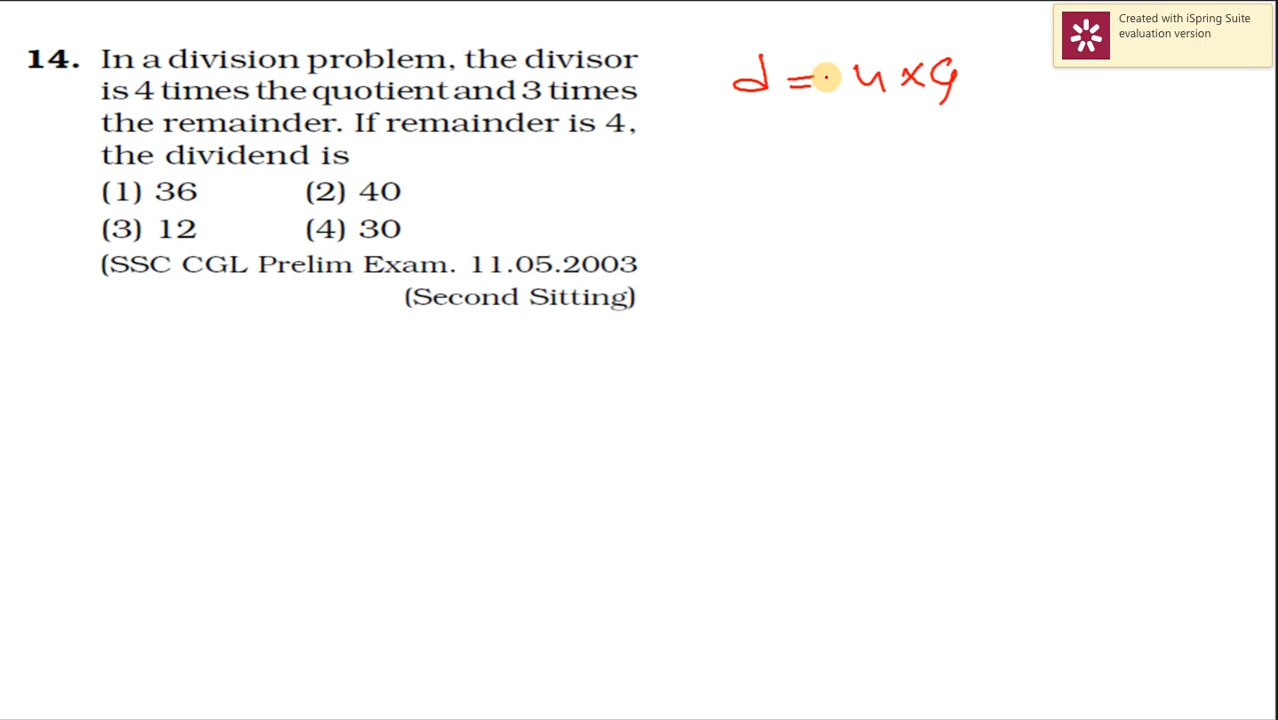 14. In a division problem, the divisor
is 4 times the quotient and 3 times
the remainder. If remainder is 4,
the dividend is
(1) 36 (2) 40
(3) 12 (4) 30
(SSC CGL Prelim Exam. 11.05.2003
(Second Sitting)
d = 4 × q
Created with iSpring Suite
evaluation version